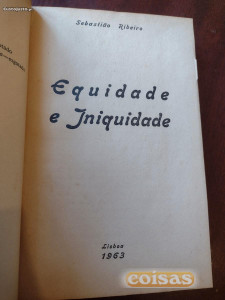 Sebastião Ribeiro
Equidade
e Iniquidade
Lisboa
1963
coisas